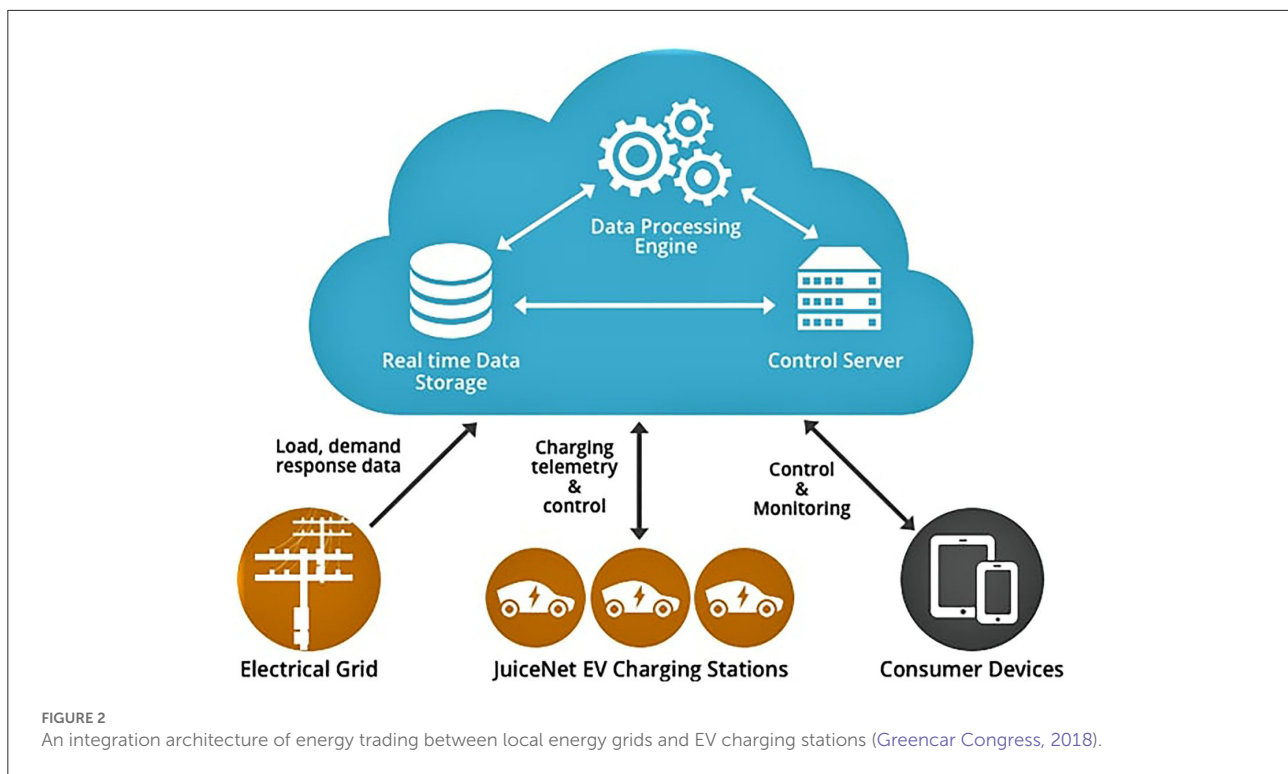 Data Processing
Engine
Real time Data
Storage
Control Server
Load, demand
response data
Charging
telemetry
&
control
Control
&
Monitoring
Electrical Grid
JuiceNet EV Charging Stations
Consumer Devices
FIGURE 2
An integration architecture of energy trading between local energy grids and EV charging stations (Greencar Congress, 2018).